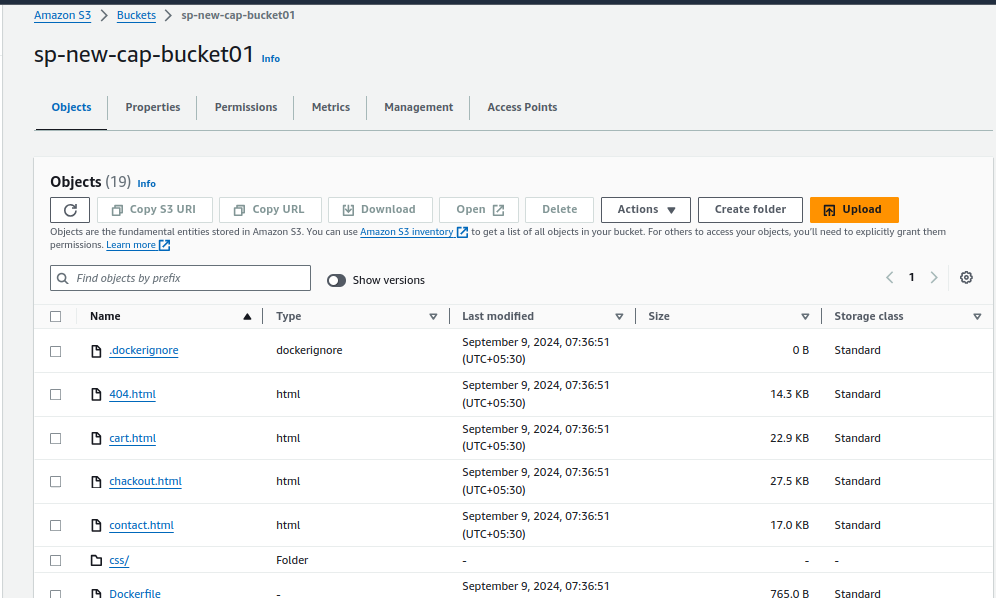 Amazon S3 > Buckets > sp-new-cap-bucket01
sp-new-cap-bucket01 Info
Objects Properties Permissions Metrics Management Access Points
Objects (19) Info
Copy S3 URI Copy URL Download Open Delete Actions Create folder Upload
Objects are the fundamental entities stored in Amazon S3. You can use Amazon S3 inventory to get a list of all objects in your bucket. For others to access your objects, you'll need to explicitly grant them
permissions. Learn more
Find objects by prefix Show versions 1
Name Type Last modified Size Storage class
.dockerignore dockerignore September 9, 2024, 07:36:51 (UTC+05:30) 0 B Standard
404.html html September 9, 2024, 07:36:51 (UTC+05:30) 14.3 KB Standard
cart.html html September 9, 2024, 07:36:51 (UTC+05:30) 22.9 KB Standard
chackout.html html September 9, 2024, 07:36:51 (UTC+05:30) 27.5 KB Standard
contact.html html September 9, 2024, 07:36:51 (UTC+05:30) 17.0 KB Standard
css/ Folder - - -
Dockerfile - September 9, 2024, 07:36:51 765.0 B Standard